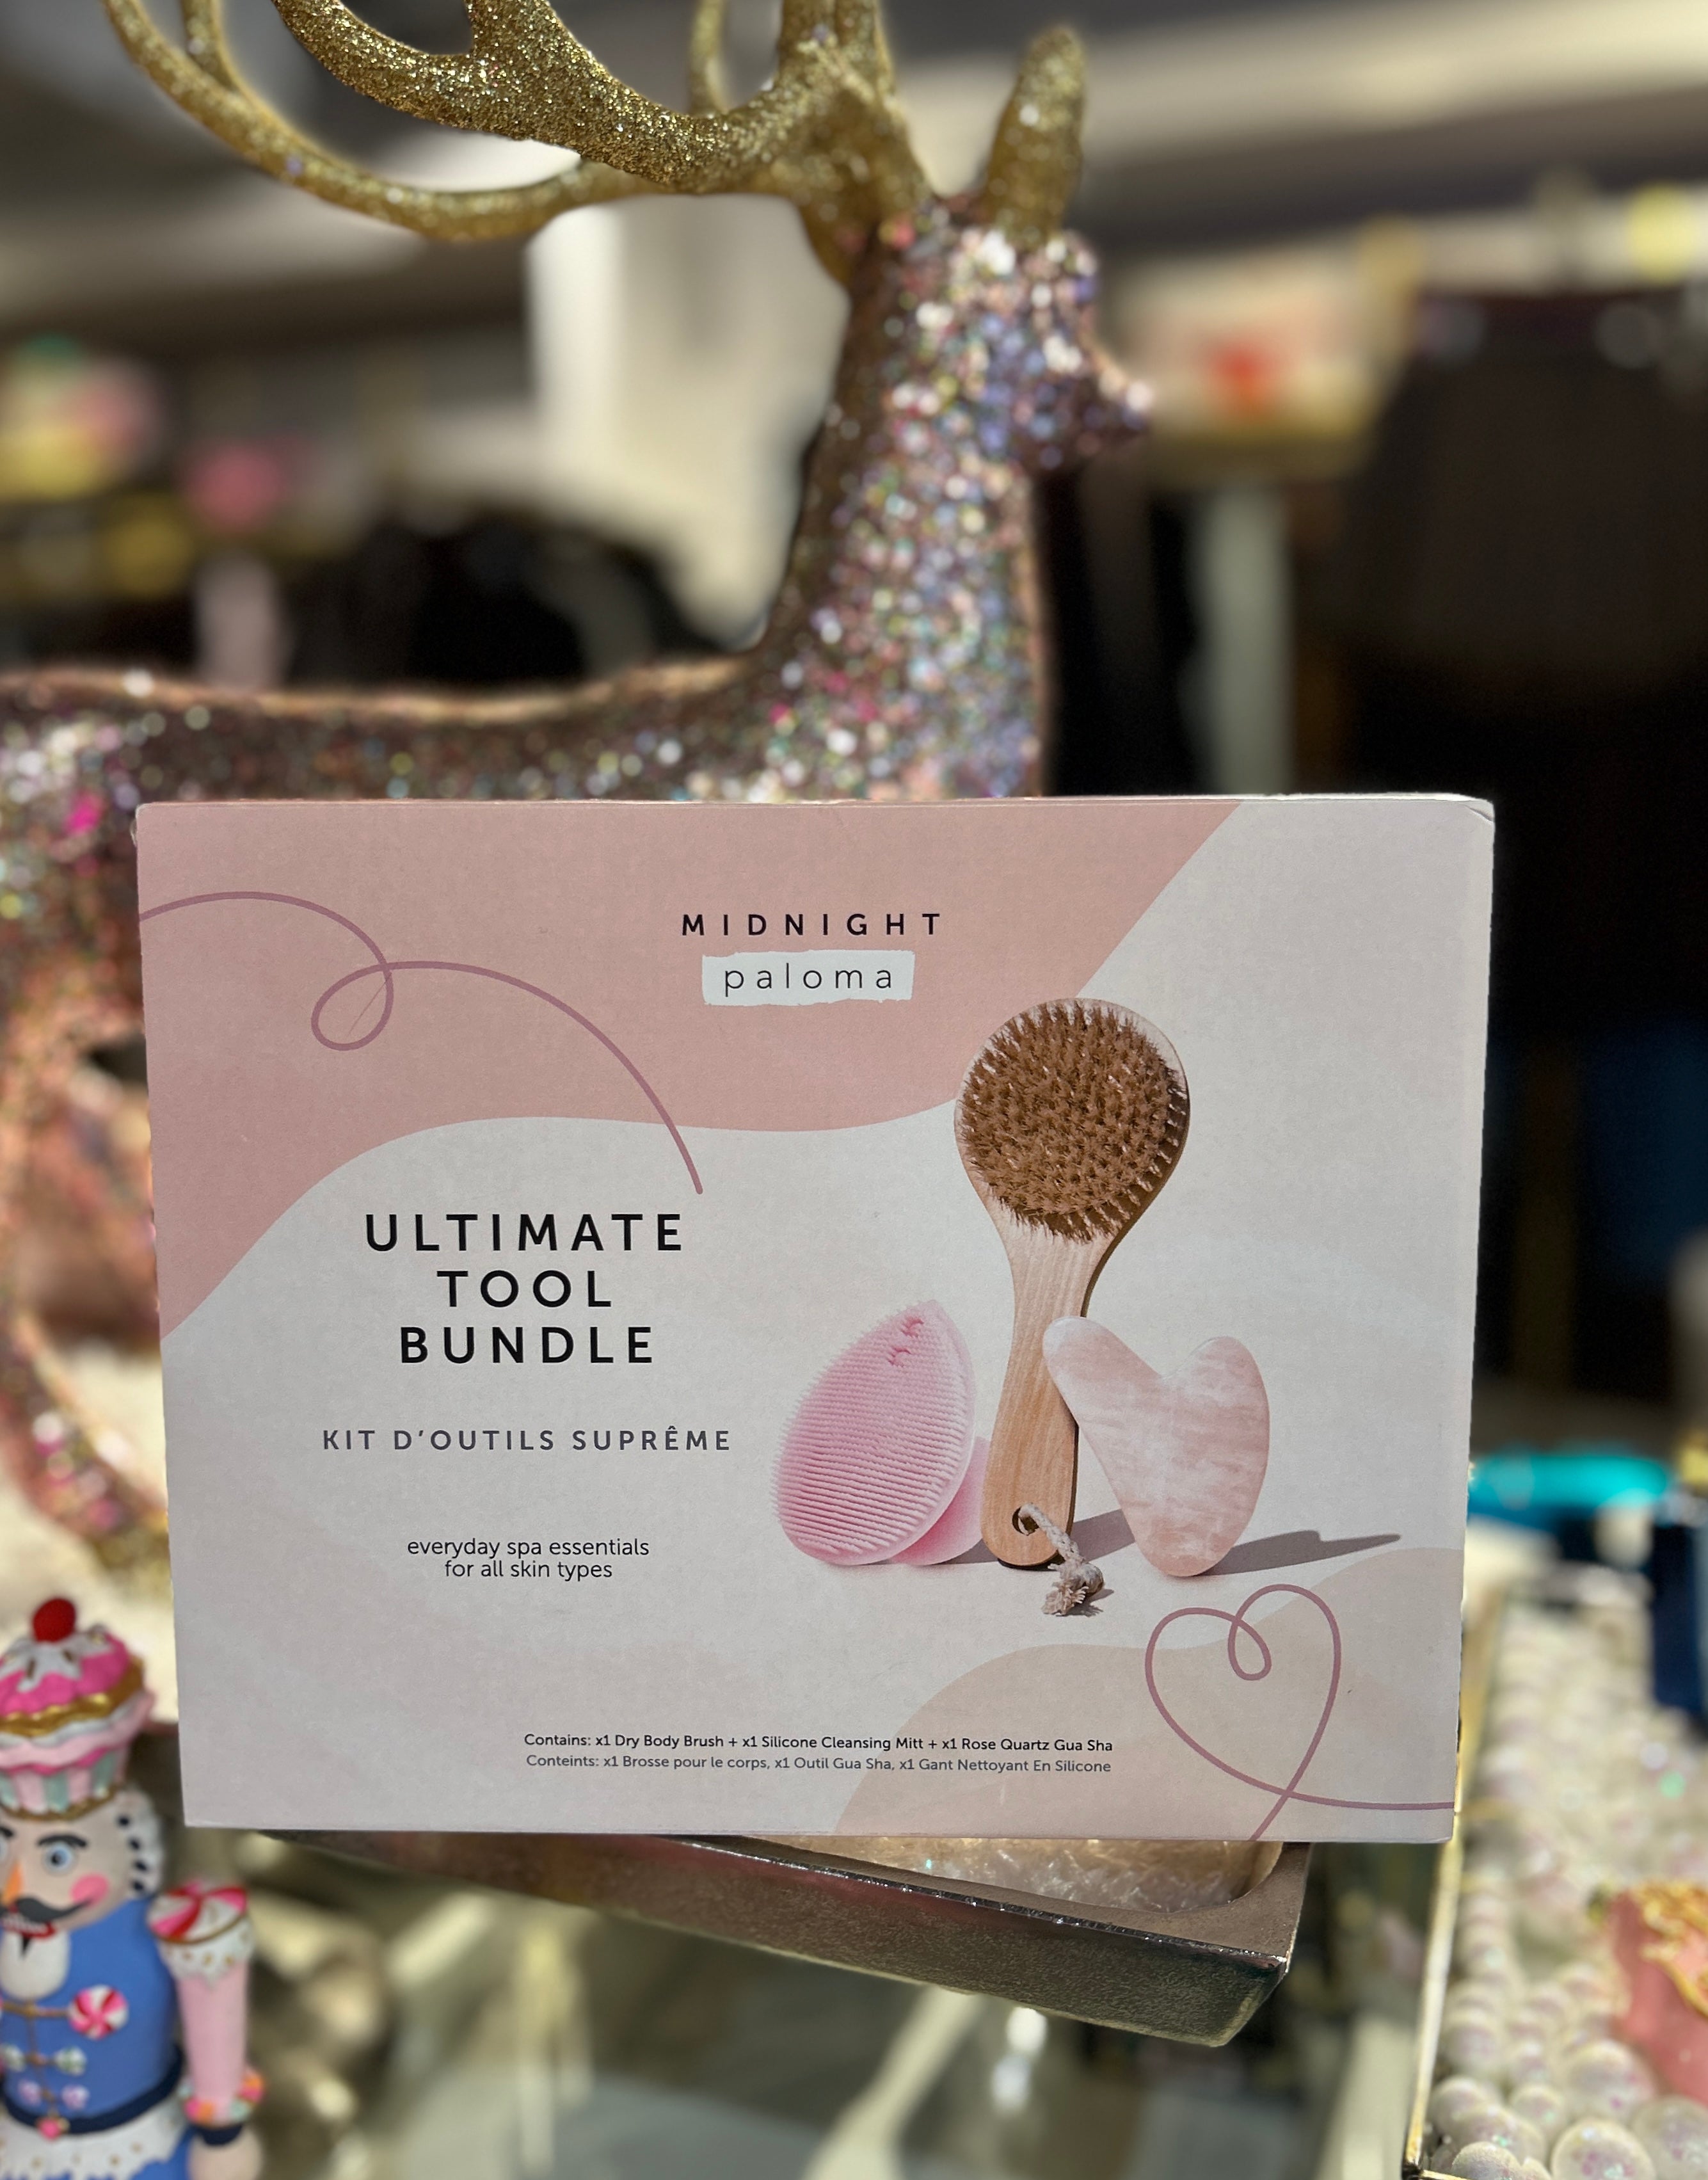 MIDNIGHT
paloma
ULTIMATE
TOOL
BUNDLE
KIT D'OUTILS SUPRÊME
everyday spa essentials
for all skin types
Contains: x1 Dry Body Brush + x1 Silicone Cleansing Mitt + x1 Rose Quartz Gua Sha
Conteints: x1 Brosse pour le corps, x1 Outil Gua Sha, x1 Gant Nettoyant En Silicone